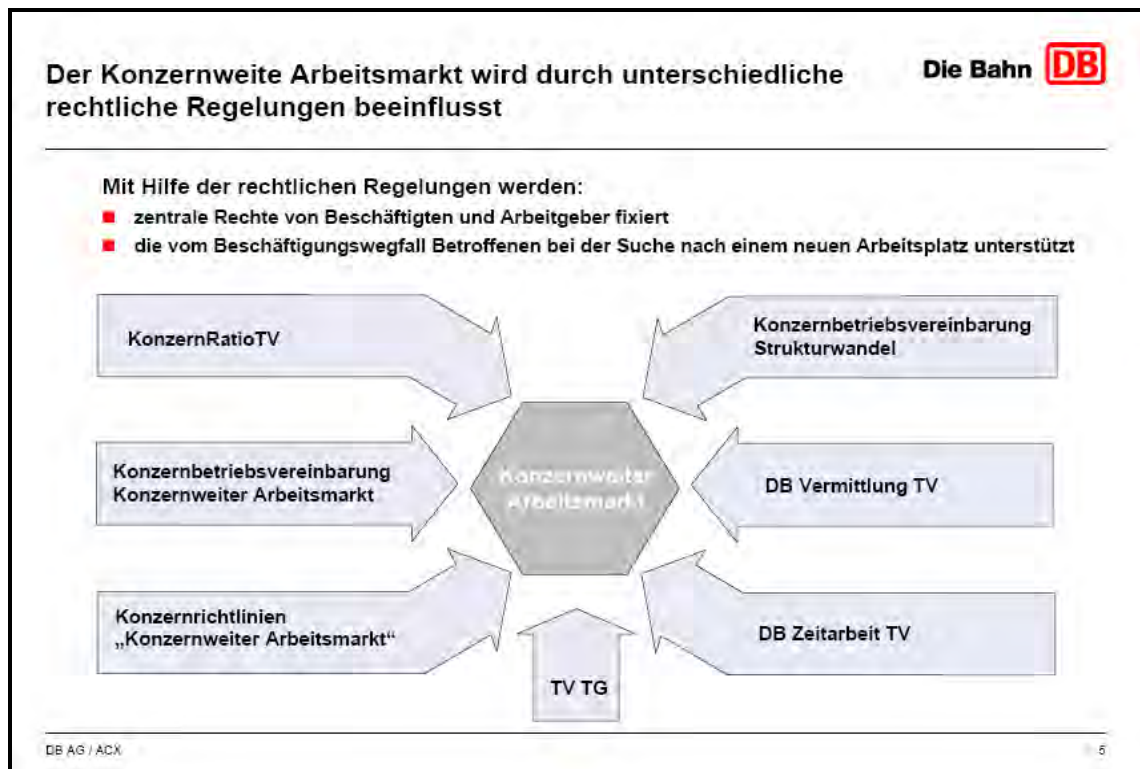 Der Konzernweite Arbeitsmarkt wird durch unterschiedliche
rechtliche Regelungen beeinflusst
Die Bahn DB
Mit Hilfe der rechtlichen Regelungen werden:
zentrale Rechte von Beschäftigten und Arbeitgeber fixiert
die vom Beschäftigungswegfall Betroffenen bei der Suche nach einem neuen Arbeitsplatz unterstützt
KonzernRatioTV
Konzernbetriebsvereinbarung
Strukturwandel
Konzernbetriebsvereinbarung
Konzernweiter Arbeitsmarkt
Konzernweiter
Arbeitsmarkt
DB Vermittlung TV
Konzernrichtlinien
„Konzernweiter Arbeitsmarkt“
DB Zeitarbeit TV
TV TG
DB AG / ACX
5